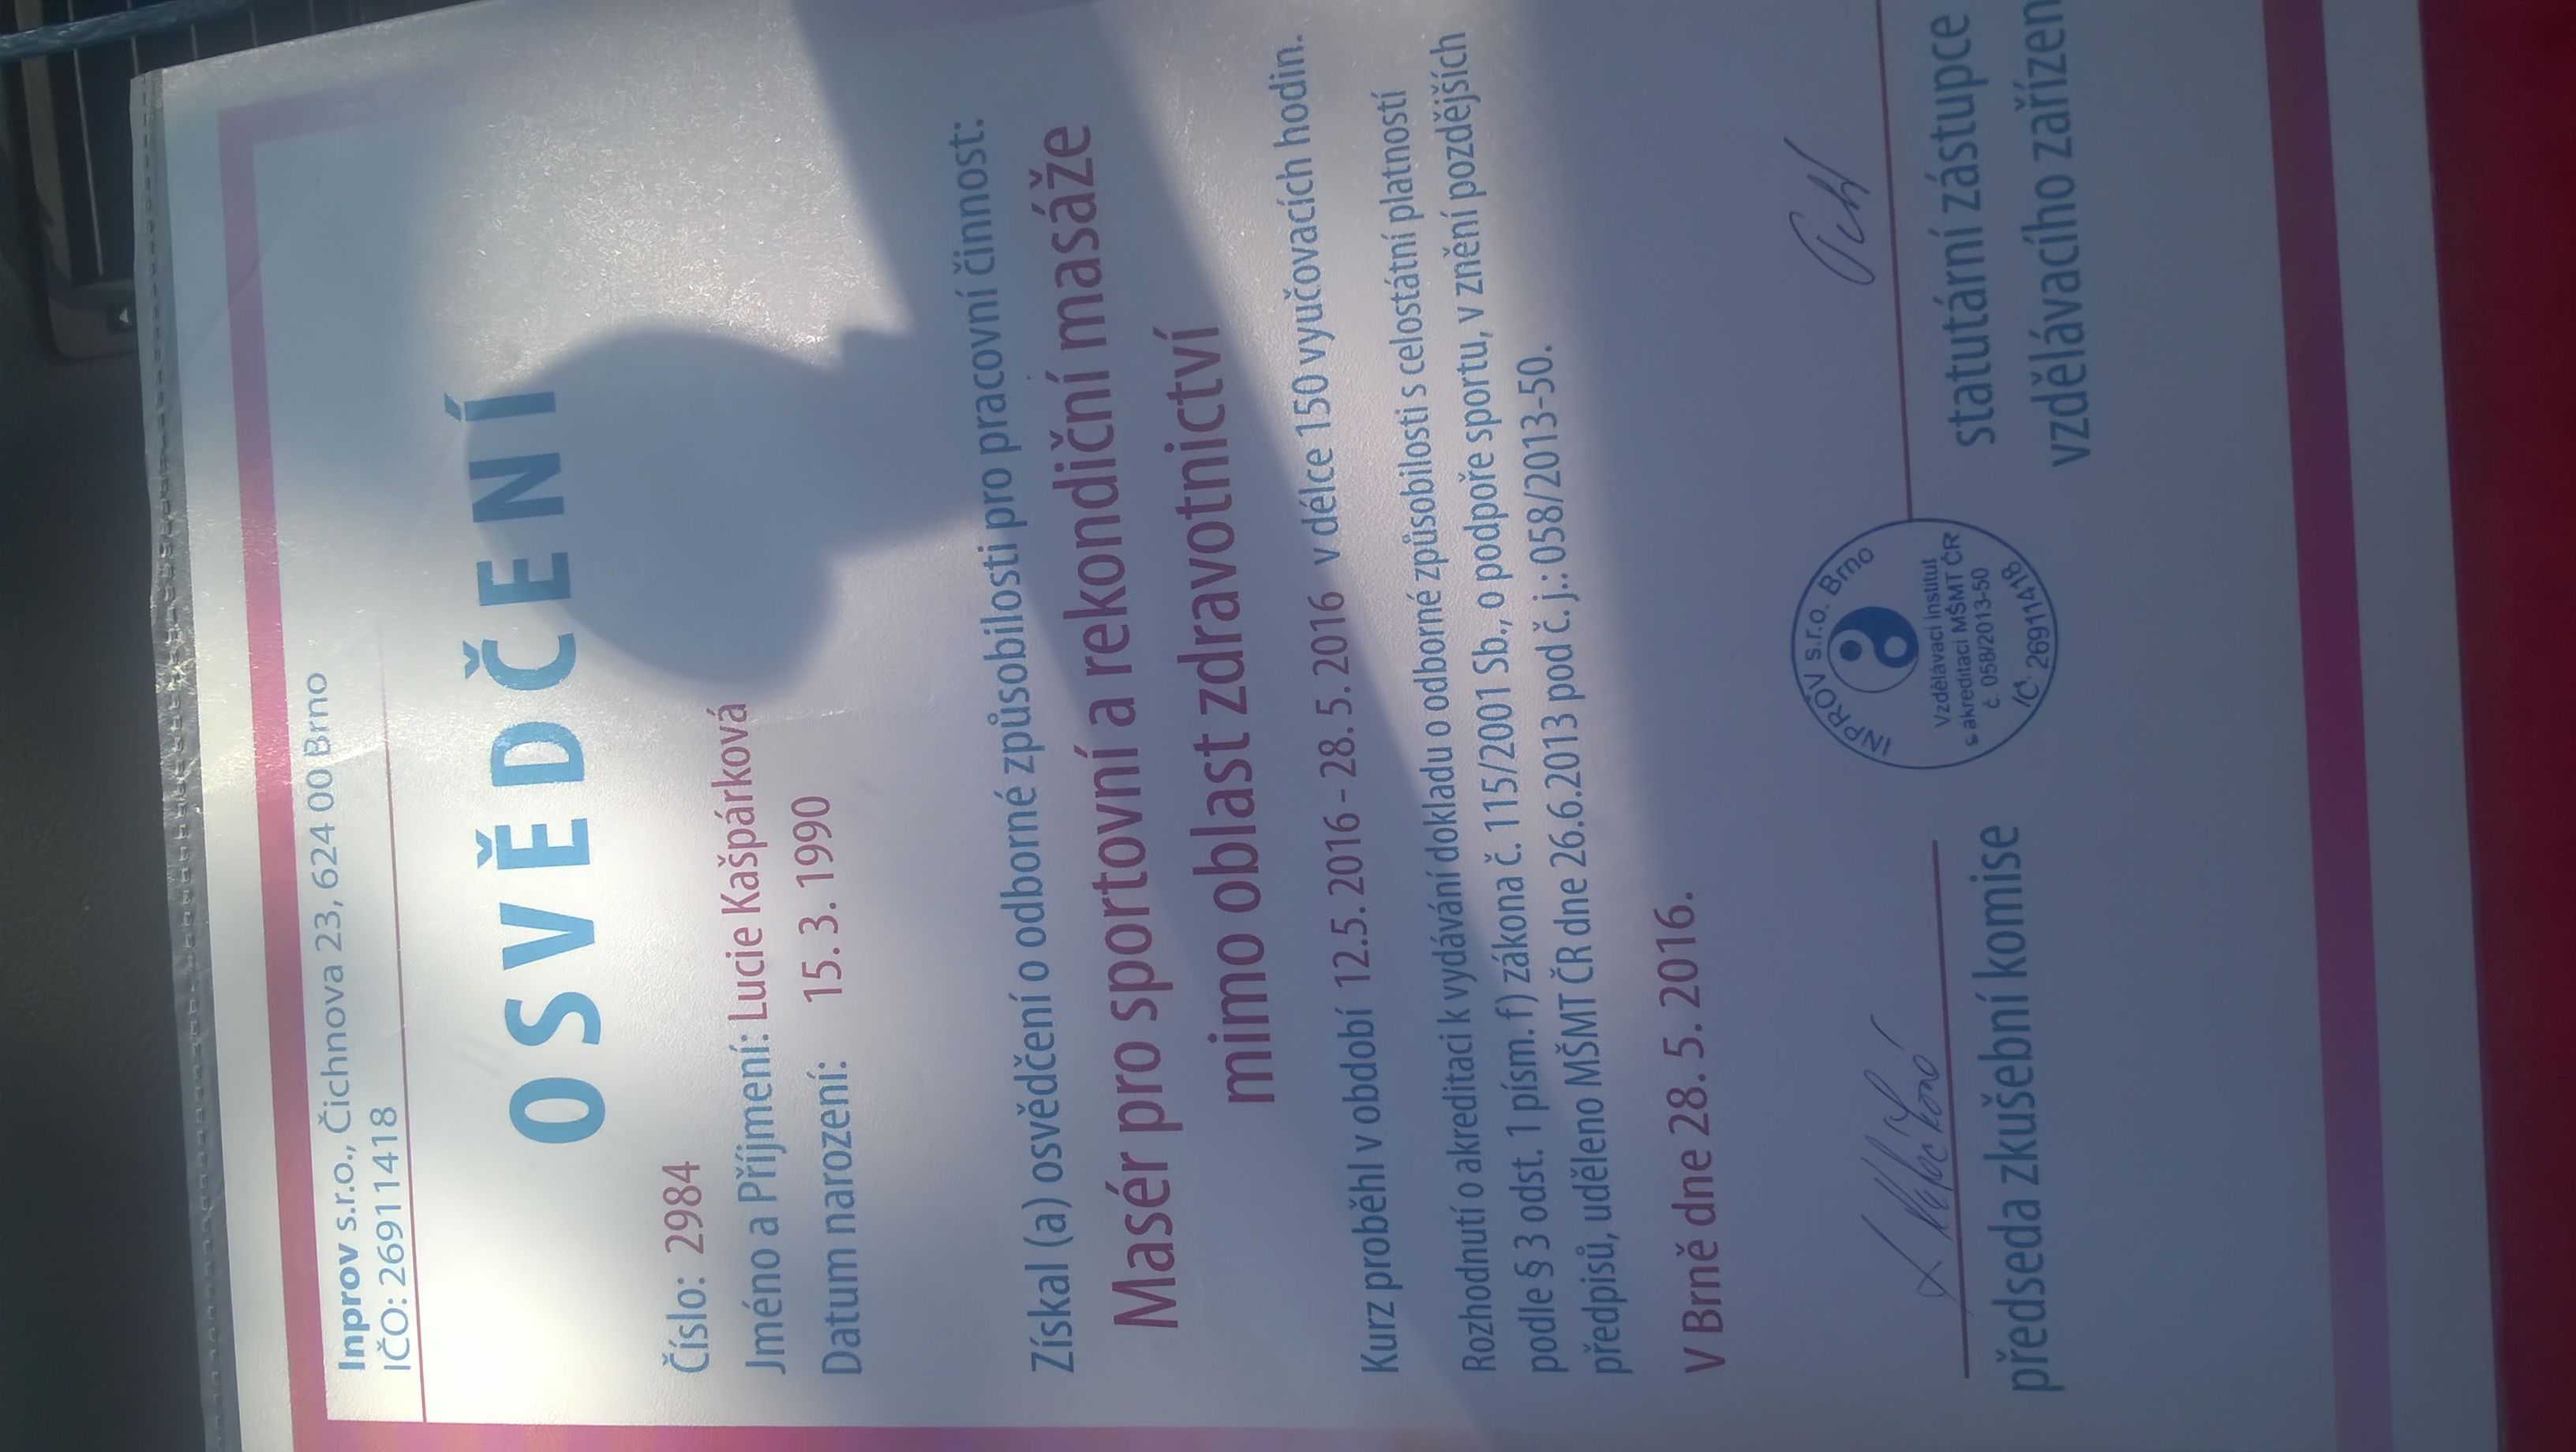 Inprov s.r.o., Čichnova 23, 624 00 Brno
IČO: 26911418
OSVĚDČENÍ
Číslo: 2984
Jméno a Příjmení: Lucie Kašpárková
Datum narození: 15. 3. 1990
Získal (a) osvědčení o odborné způsobilosti pro pracovní činnost:
Masér pro sportovní a rekondiční masáže
mimo oblast zdravotnictví
Kurz proběhl v období 12.5. 2016 - 28. 5. 2016 v délce 150 vyučovacích hodin.
Rozhodnutí o akreditaci k vydávání dokladu o odborné způsobilosti s celostátní platností
podle § 3 odst. 1 písm. f) zákona č. 115/2001 Sb., o podpoře sportu, v znění pozdějších
předpisů, uděleno MŠMT ČR dne 26.6.2013 pod č. j.: 058/2013-50.
V Brně dne 28. 5. 2016.
INPROV s.r.o. Brno
Vzdělávací institut
s akreditací MŠMT ČR
č. 058/2013-50
IČ: 26911418
předseda zkušební komise
statutární zástupce
vzdělávacího zařízen